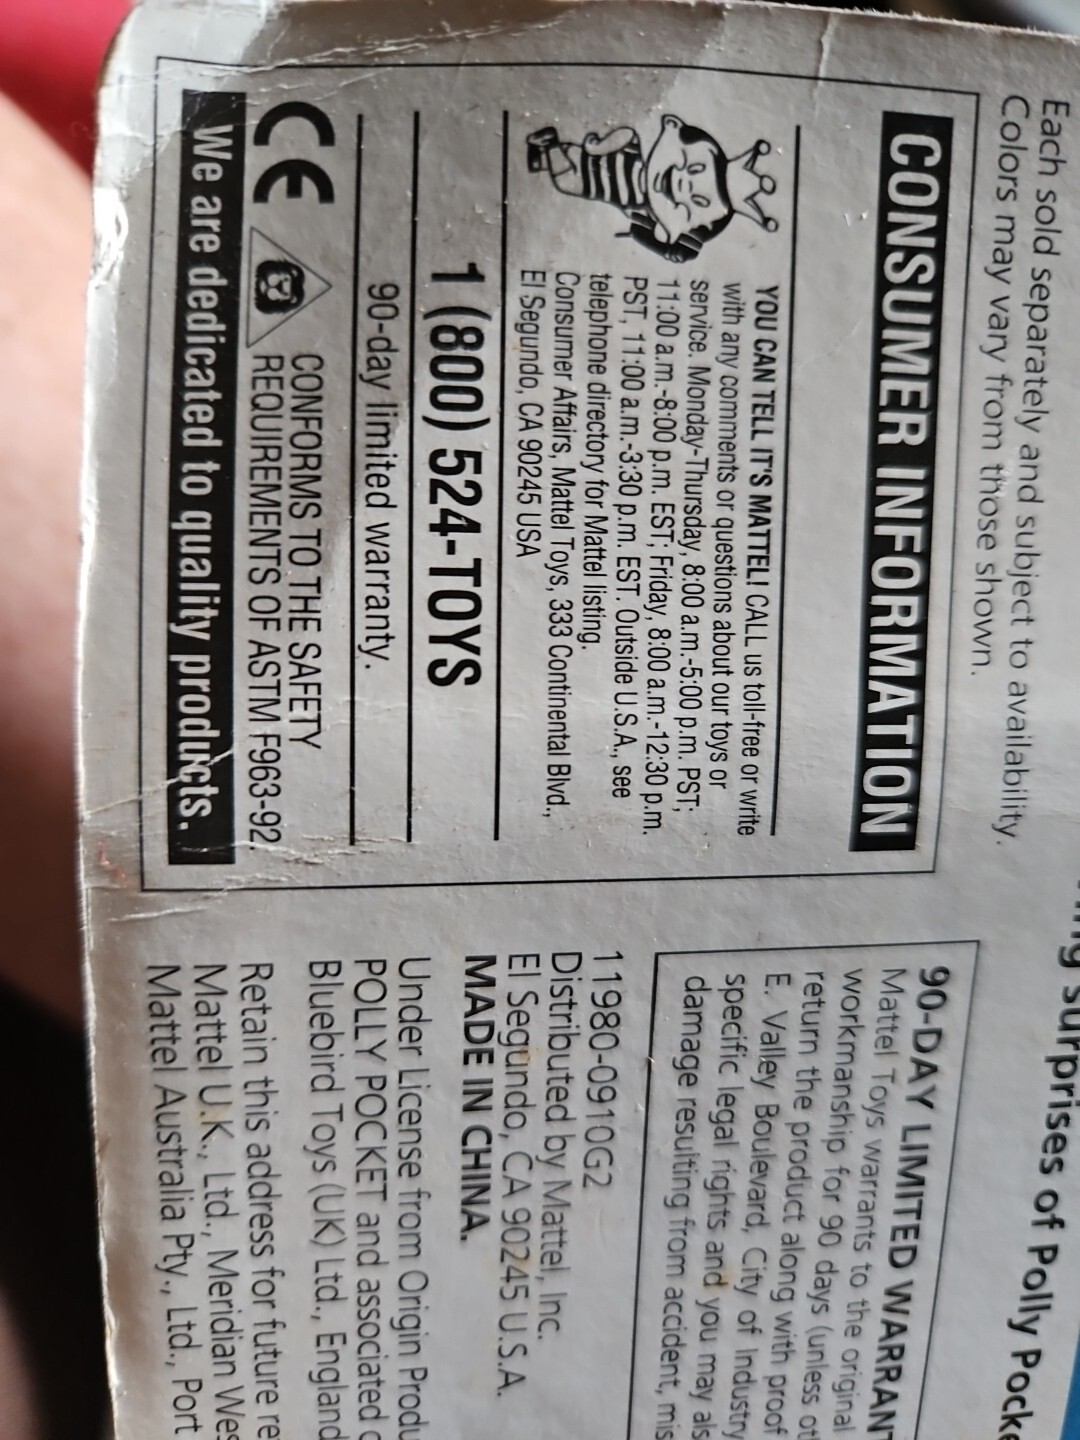 Each sold separately and subject to availability.
Colors may vary from those shown.
CONSUMER INFORMATION
YOU CAN TELL IT'S MATTEL! CALL us toll-free or write
with any comments or questions about our toys or
service. Monday-Thursday, 8:00 a.m.-5:00 p.m. PST;
11:00 a.m.-8:00 p.m. EST; Friday, 8:00 a.m.-12:30 p.m.
PST, 11:00 a.m.-3:30 p.m. EST. Outside U.S.A., see
telephone directory for Mattel listing.
Consumer Affairs, Mattel Toys, 333 Continental Blvd.,
El Segundo, CA 90245 USA
1 (800) 524-TOYS
90-day limited warranty.
CE
CONFORMS TO THE SAFETY
REQUIREMENTS OF ASTM F963-92
We are dedicated to quality products.
surprises of Polly
90-DAY LIMITED
Mattel Toys warrants to the original
workmanship for 90 days (unless
return the product along with proof
E. Valley Boulevard, City of Industry
specific legal rights and you may
damage resulting from accident,
11980-0910G2
Distributed by Mattel, Inc.
El Segundo, CA 90245 U.S.A.
MADE IN CHINA.
Under License from Origin
POLLY POCKET and associated
Bluebird Toys (UK) Ltd., England
Retain this address for future
Mattel U.K., Ltd., Meridian
Mattel Australia Pty., Ltd., Port